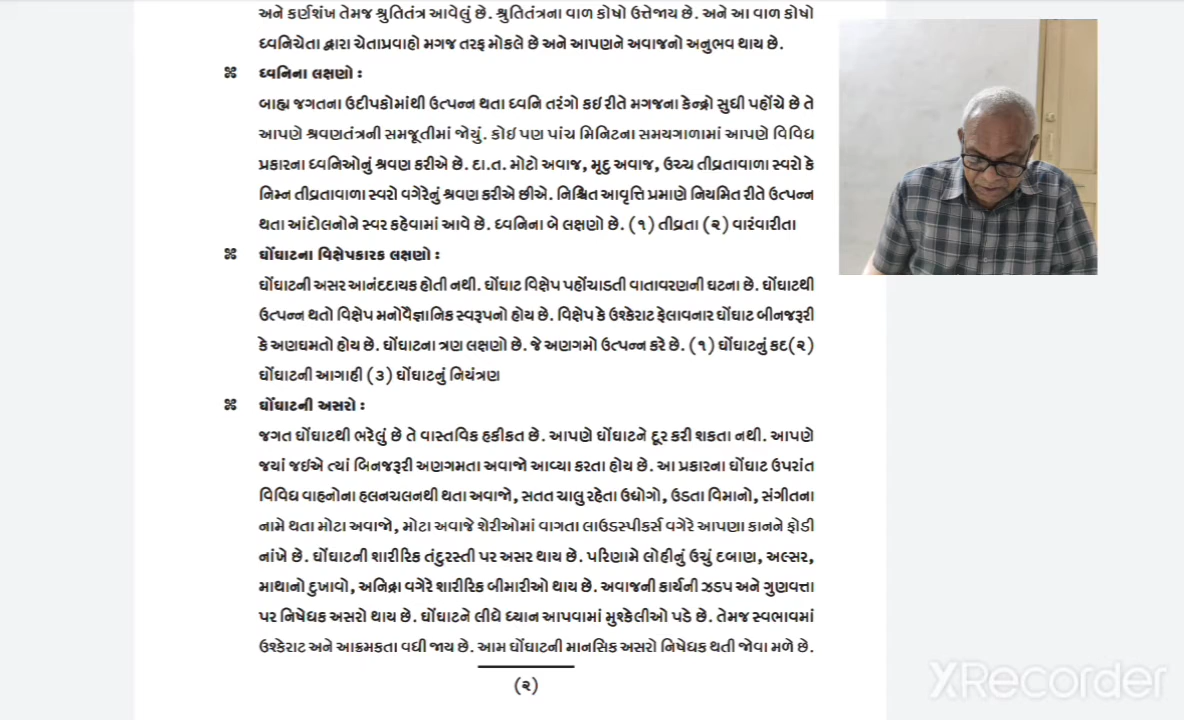 અને કર્ણશંખ તેમજ શ્રુતિતંત્ર આવેલું છે. શ્રુતિતંત્રના વાળ કોષો ઉત્તેજાય છે. અને આ વાળ કોષો
ધ્વનિચેતા દ્વારા ચેતાપ્રવાહો મગજ તરફ મોકલે છે અને આપણને અવાજનો અનુભવ થાય છે.
⌘ ધ્વનિના લક્ષણો :
બાહ્ય જગતના ઉદીપકોમાંથી ઉત્પન્ન થતા ધ્વનિ તરંગો કઈ રીતે મગજના કેન્દ્રો સુધી પહોંચે છે તે
આપણે શ્રવણતંત્રની સમજૂતીમાં જોયું. કોઈ પણ પાંચ મિનિટના સમયગાળામાં આપણે વિવિધ
પ્રકારના ધ્વનિઓનું શ્રવણ કરીએ છે. દા.ત. મોટો અવાજ, મૃદુ અવાજ, ઉચ્ચ તીવ્રતાવાળા સ્વરો કે
નિમ્ન તીવ્રતાવાળા સ્વરો વગેરેનું શ્રવણ કરીએ છીએ. નિશ્ચિત આવૃત્તિ પ્રમાણે નિયમિત રીતે ઉત્પન્ન
થતા આંદોલનોને સ્વર કહેવામાં આવે છે. ધ્વનિના બે લક્ષણો છે. (૧) તીવ્રતા (૨) વારંવારીતા
⌘ ઘોંઘાટના વિક્ષેપકારક લક્ષણો :
ઘોંઘાટની અસર આનંદદાયક હોતી નથી. ઘોંઘાટ વિક્ષેપ પહોંચાડતી વાતાવરણની ઘટના છે. ઘોંઘાટથી
ઉત્પન્ન થતો વિક્ષેપ મનોવૈજ્ઞાનિક સ્વરૂપનો હોય છે. વિક્ષેપ કે ઉશ્કેરાટ ફેલાવનાર ઘોંઘાટ બીનજરૂરી
કે અણઘમતો હોય છે. ઘોંઘાટના ત્રણ લક્ષણો છે. જે અણગમો ઉત્પન્ન કરે છે. (૧) ઘોંઘાટનું કદ(૨)
ઘોંઘાટની આગાહી (૩) ઘોંઘાટનું નિયંત્રણ
⌘ ઘોંઘાટની અસરો :
જગત ઘોંઘાટથી ભરેલું છે તે વાસ્તવિક હકીકત છે. આપણે ઘોંઘાટને દૂર કરી શકતા નથી. આપણે
જયાં જઈએ ત્યાં બિનજરૂરી અણગમતા અવાજો આવ્યા કરતા હોય છે. આ પ્રકારના ઘોંઘાટ ઉપરાંત
વિવિધ વાહનોના હલનચલનથી થતા અવાજો, સતત ચાલુ રહેતા ઉદ્યોગો, ઉડતા વિમાનો, સંગીતના
નામે થતા મોટા અવાજો, મોટા અવાજે શેરીઓમાં વાગતા લાઉડસ્પીકર્સ વગેરે આપણા કાનને ફોડી
નાંખે છે. ઘોંઘાટની શારીરિક તંદુરસ્તી પર અસર થાય છે. પરિણામે લોહીનું ઉચું દબાણ, અલ્સર,
માથાનો દુખાવો, અનિદ્રા વગેરે શારીરિક બીમારીઓ થાય છે. અવાજની કાર્યની ઝડપ અને ગુણવત્તા
પર નિષેધક અસરો થાય છે. ઘોંઘાટને લીધે ધ્યાન આપવામાં મુશ્કેલીઓ પડે છે. તેમજ સ્વભાવમાં
ઉશ્કેરાટ અને આક્રમકતા વધી જાય છે. આમ ઘોંઘાટની માનસિક અસરો નિષેધક થતી જોવા મળે છે.
(૨)
XRecorder